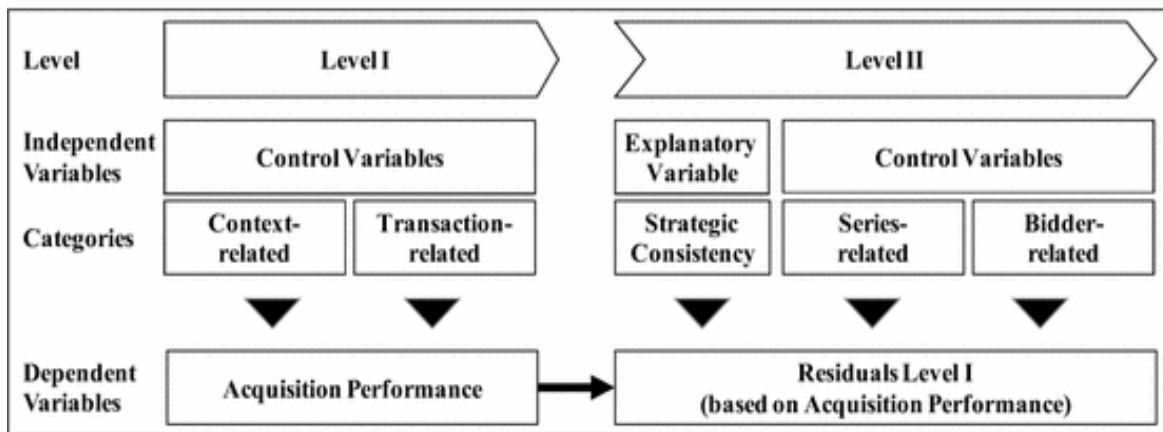 Level
Level I
Level II
Independent
Variables
Control Variables
Explanatory
Variable
Control Variables
Categories
Context-
related
Transaction-
related
Strategic
Consistency
Series-
related
Bidder-
related
Dependent
Variables
Acquisition Performance
Residuals Level I
(based on Acquisition Performance)